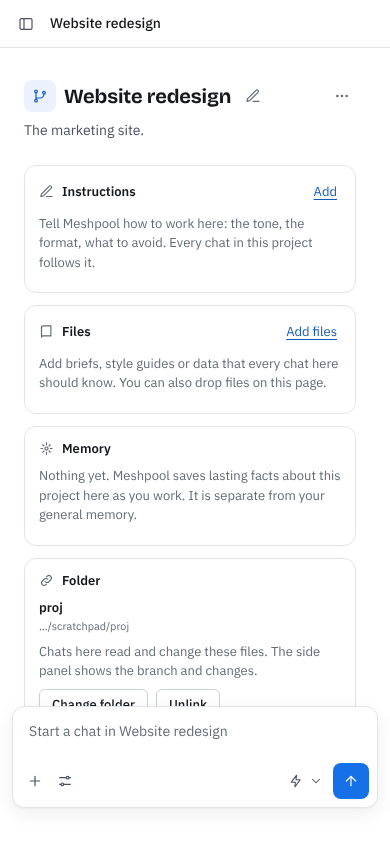 Website redesign
Website redesign
The marketing site.
Instructions
Add
Tell Meshpool how to work here: the tone, the
format, what to avoid. Every chat in this project
follows it.
Files
Add files
Add briefs, style guides or data that every chat here
should know. You can also drop files on this page.
Memory
Nothing yet. Meshpool saves lasting facts about this
project here as you work. It is separate from your
general memory.
Folder
proj
.../scratchpad/proj
Chats here read and change these files. The side
panel shows the branch and changes.
Change folder
Unlink
Start a chat in Website redesign